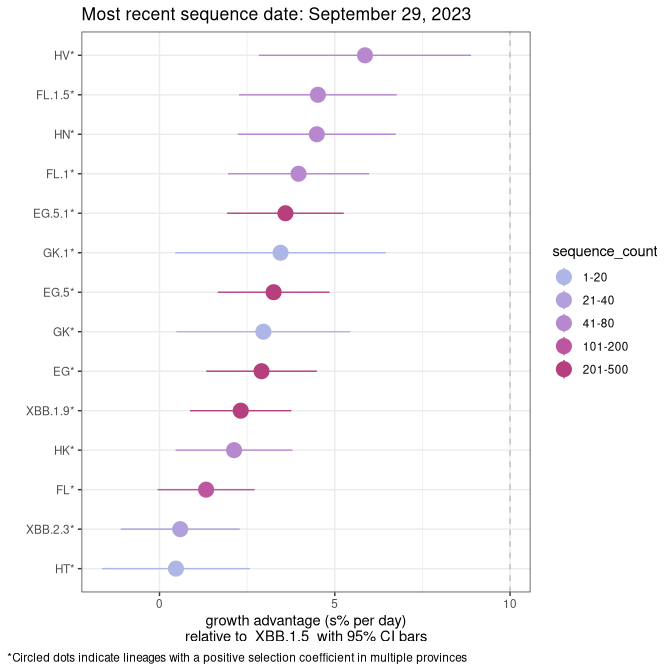 Most recent sequence date: September 29, 2023
HV*
FL.1.5*
HN*
FL.1*
EG.5.1*
GK.1*
EG.5*
GK*
EG*
XBB.1.9*
HK*
FL*
XBB.2.3*
HT*
0 5 10
growth advantage (s% per day)
relative to XBB.1.5 with 95% CI bars
sequence_count
1-20
21-40
41-80
101-200
201-500
*Circled dots indicate lineages with a positive selection coefficient in multiple provinces